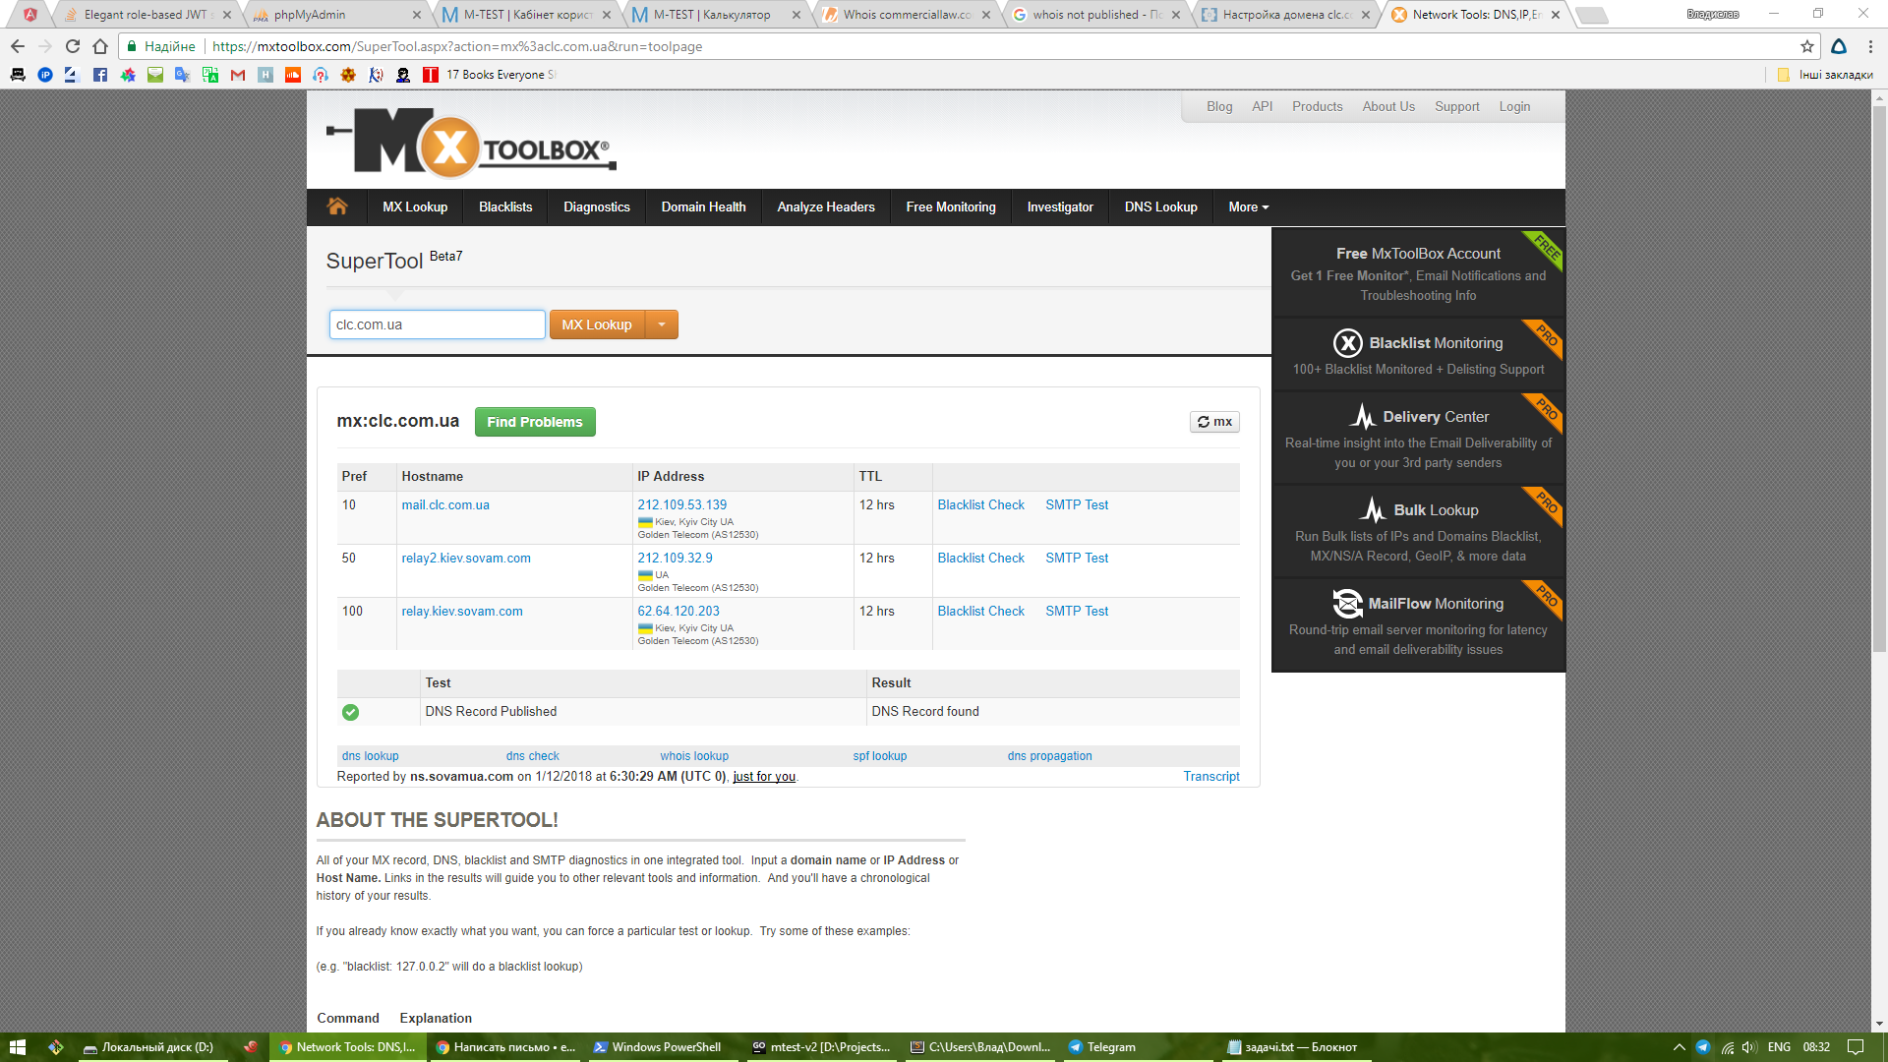 Elegant role-based JWT s
phpMyAdmin
M-TEST | Кабінет корист
M-TEST | Калькулятор
Whois commerciallaw.co
whois not published - По
Настройка домена clc.co
Network Tools: DNS,IP,Em
Владислав
Надійне
https://mxtoolbox.com/SuperTool.aspx?action=mx%3aclc.com.ua&run=toolpage
17 Books Everyone S
Інші закладки
Blog API Products About Us Support Login
MX TOOLBOX®
MX Lookup Blacklists Diagnostics Domain Health Analyze Headers Free Monitoring Investigator DNS Lookup More
SuperTool Beta7
clc.com.ua
MX Lookup
mx:clc.com.ua Find Problems mx
Pref Hostname IP Address TTL
10 mail.clc.com.ua 212.109.53.139 12 hrs Blacklist Check SMTP Test
Kiev, Kyiv City UA
Golden Telecom (AS12530)
50 relay2.kiev.sovam.com 212.109.32.9 12 hrs Blacklist Check SMTP Test
UA
Golden Telecom (AS12530)
100 relay.kiev.sovam.com 62.64.120.203 12 hrs Blacklist Check SMTP Test
Kiev, Kyiv City UA
Golden Telecom (AS12530)
Test Result
DNS Record Published DNS Record found
dns lookup dns check whois lookup spf lookup dns propagation
Reported by ns.sovamua.com on 1/12/2018 at 6:30:29 AM (UTC 0), just for you. Transcript
Free MxToolBox Account
FREE
Get 1 Free Monitor*, Email Notifications and
Troubleshooting Info
Blacklist Monitoring
PRO
100+ Blacklist Monitored + Delisting Support
Delivery Center
PRO
Real-time insight into the Email Deliverability of
you or your 3rd party senders
Bulk Lookup
PRO
Run Bulk lists of IPs and Domains Blacklist,
MX/NS/A Record, GeoIP, & more data
MailFlow Monitoring
PRO
Round-trip email server monitoring for latency
and email deliverability issues
ABOUT THE SUPERTOOL!
All of your MX record, DNS, blacklist and SMTP diagnostics in one integrated tool. Input a domain name or IP Address or
Host Name. Links in the results will guide you to other relevant tools and information. And you'll have a chronological
history of your results.
If you already know exactly what you want, you can force a particular test or lookup. Try some of these examples:
(e.g. "blacklist: 127.0.0.2" will do a blacklist lookup)
Command Explanation
Локальный диск (D:)
Network Tools: DNS,I...
Написать письмо • e...
Windows PowerShell
mtest-v2 [D:\Projects...
C:\Users\Влад\Downl...
Telegram
задачі.txt — Блокнот
ENG
08:32